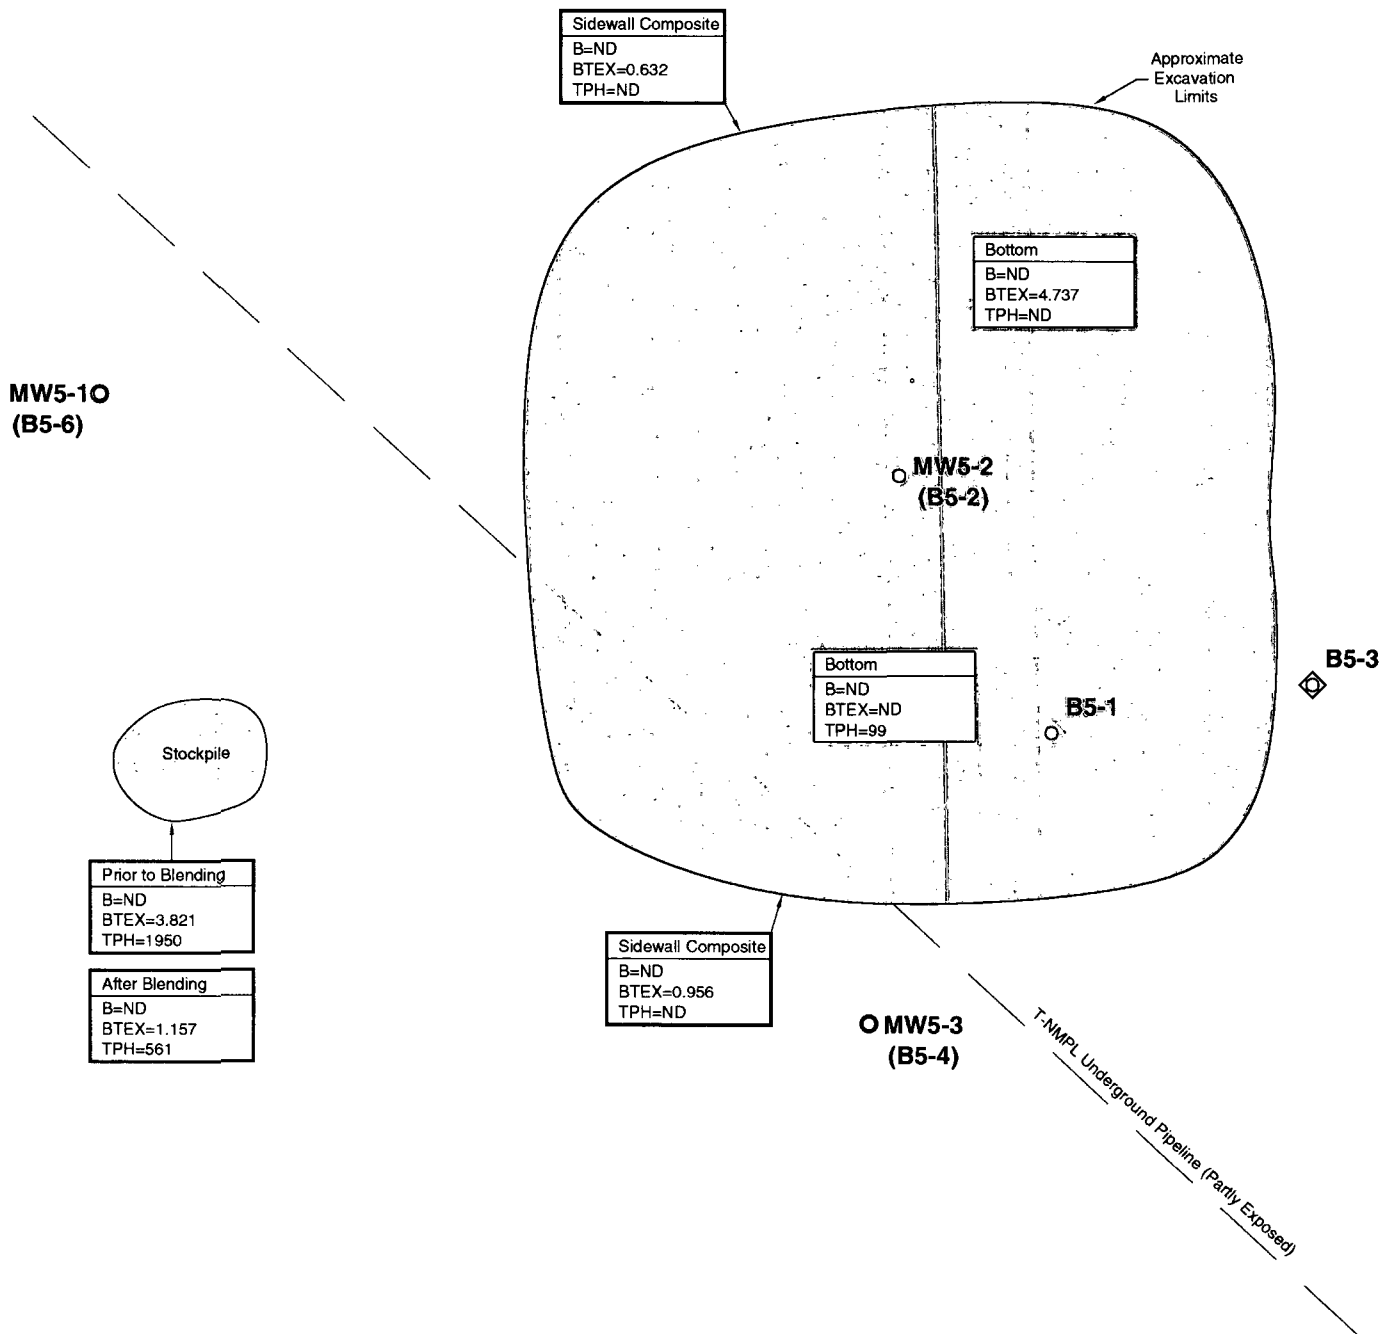 Sidewall Composite
B=ND
BTEX=0.632
TPH=ND
Approximate
Excavation
Limits
Bottom
B=ND
BTEX=4.737
TPH=ND
MW5-1
(B5-6)
MW5-2
(B5-2)
Bottom
B=ND
BTEX=ND
TPH=99
B5-1
B5-3
Stockpile
Prior to Blending
B=ND
BTEX=3.821
TPH=1950
After Blending
B=ND
BTEX=1.157
TPH=561
Sidewall Composite
B=ND
BTEX=0.956
TPH=ND
MW5-3
(B5-4)
T-NMPL Underground Pipeline (Partly Exposed)